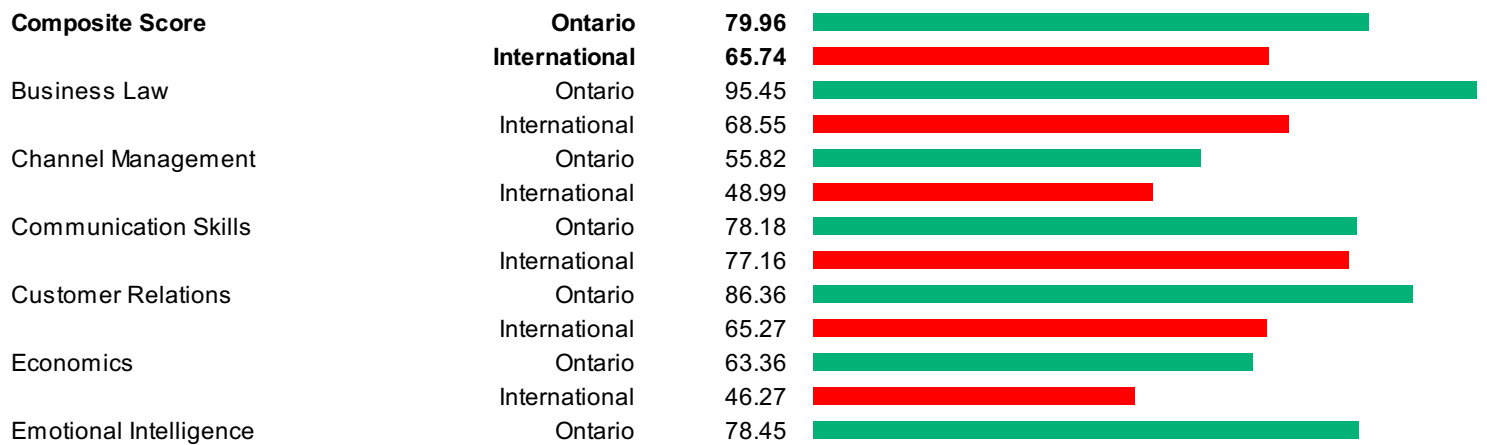 Composite Score Ontario 79.96
International 65.74
Business Law Ontario 95.45
International 68.55
Channel Management Ontario 55.82
International 48.99
Communication Skills Ontario 78.18
International 77.16
Customer Relations Ontario 86.36
International 65.27
Economics Ontario 63.36
International 46.27
Emotional Intelligence Ontario 78.45